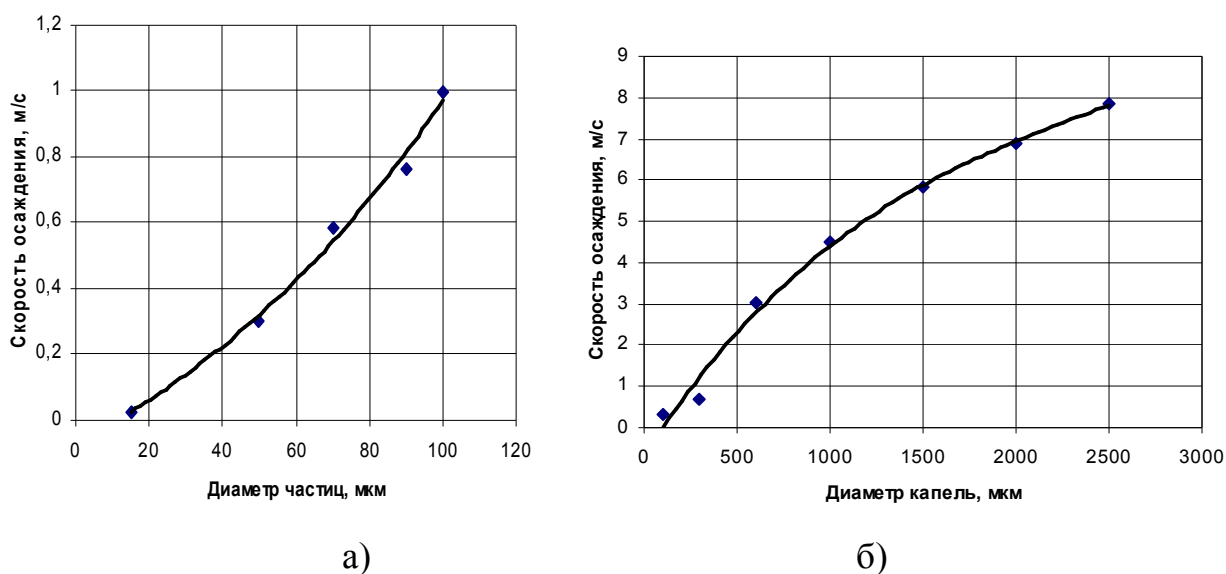 1,2
1
0,8
0,6
0,4
0,2
0
Скорость осаждения, м/с
0 20 40 60 80 100 120
Диаметр частиц, мкм
а)
9
8
7
6
5
4
3
2
1
0
Скорость осаждения, м/с
0 500 1000 1500 2000 2500 3000
Диаметр капель, мкм
б)